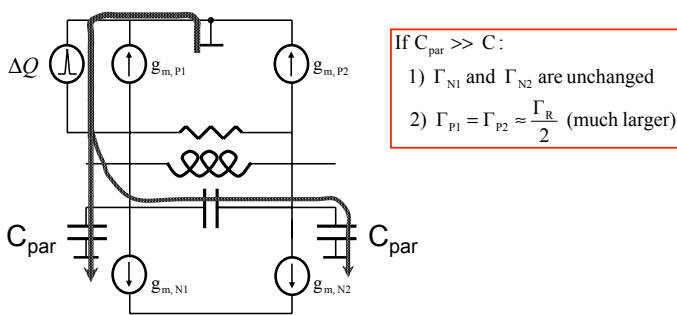 ΔQ
g_m, P1
g_m, P2
C_par
C_par
g_m, N1
g_m, N2
If C_par >> C :
1) Γ_N1 and Γ_N2 are unchanged
2) Γ_P1 = Γ_P2 ≈ Γ_R / 2 (much larger)